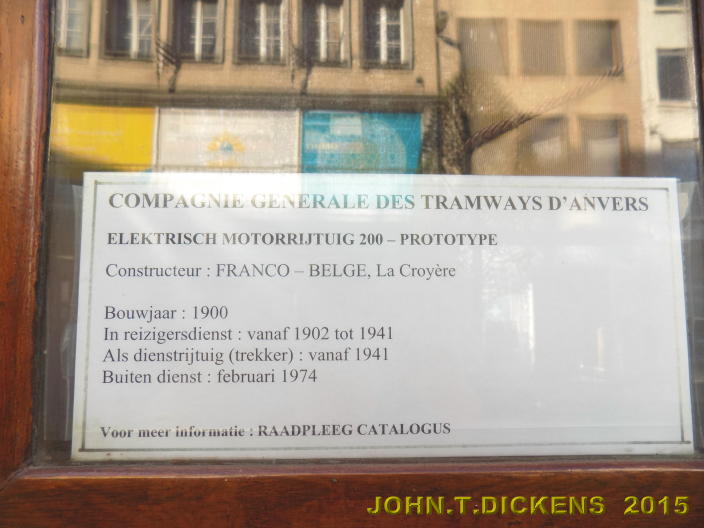 COMPAGNIE GENERALE DES TRAMWAYS D'ANVERS
ELEKTRISCH MOTORRIJTUIG 200 – PROTOTYPE
Constructeur : FRANCO – BELGE, La Croyère
Bouwjaar : 1900
In reizigersdienst : vanaf 1902 tot 1941
Als dienstrijtuig (trekker) : vanaf 1941
Buiten dienst : februari 1974
Voor meer informatie : RAADPLEEG CATALOGUS
JOHN.T.DICKENS 2015